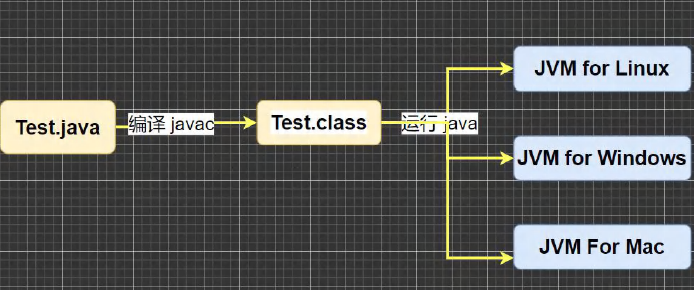 Test.java
编译 javac
Test.class
运行 java
JVM for Linux
JVM for Windows
JVM For Mac